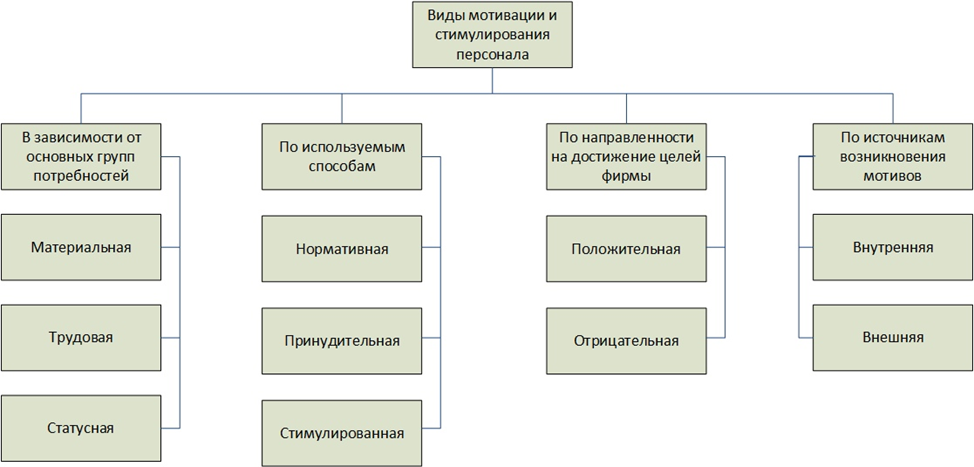 Виды мотивации и
стимулирования
персонала
В зависимости от
основных групп
потребностей
По используемым
способам
По направленности
на достижение целей
фирмы
По источникам
возникновения
мотивов
Материальная
Нормативная
Положительная
Внутренняя
Трудовая
Принудительная
Отрицательная
Внешняя
Статусная
Стимулированная